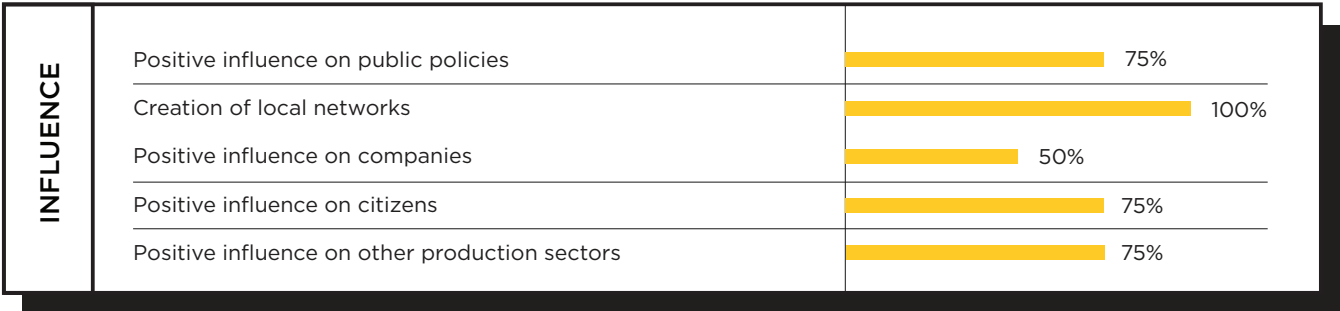 INFLUENCE
Positive influence on public policies 75%
Creation of local networks 100%
Positive influence on companies 50%
Positive influence on citizens 75%
Positive influence on other production sectors 75%